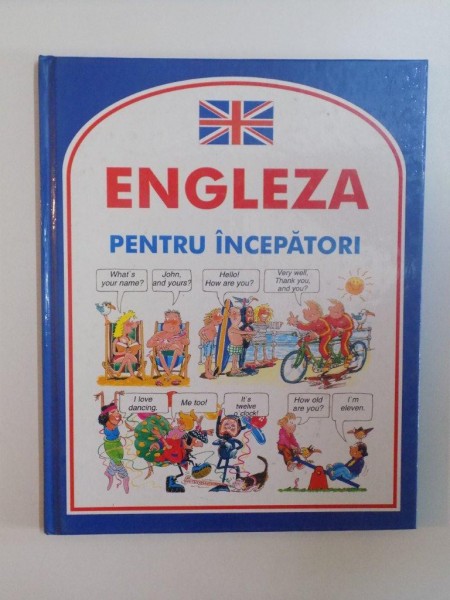 ENGLEZA
PENTRU ÎNCEPĂTORI
What's
your name?
John,
and yours?
Hello!
How are you?
Very well,
Thank you,
and you?
I love
dancing.
Me too!
It's
twelve
o'clock!
How old
are you?
I'm
eleven.